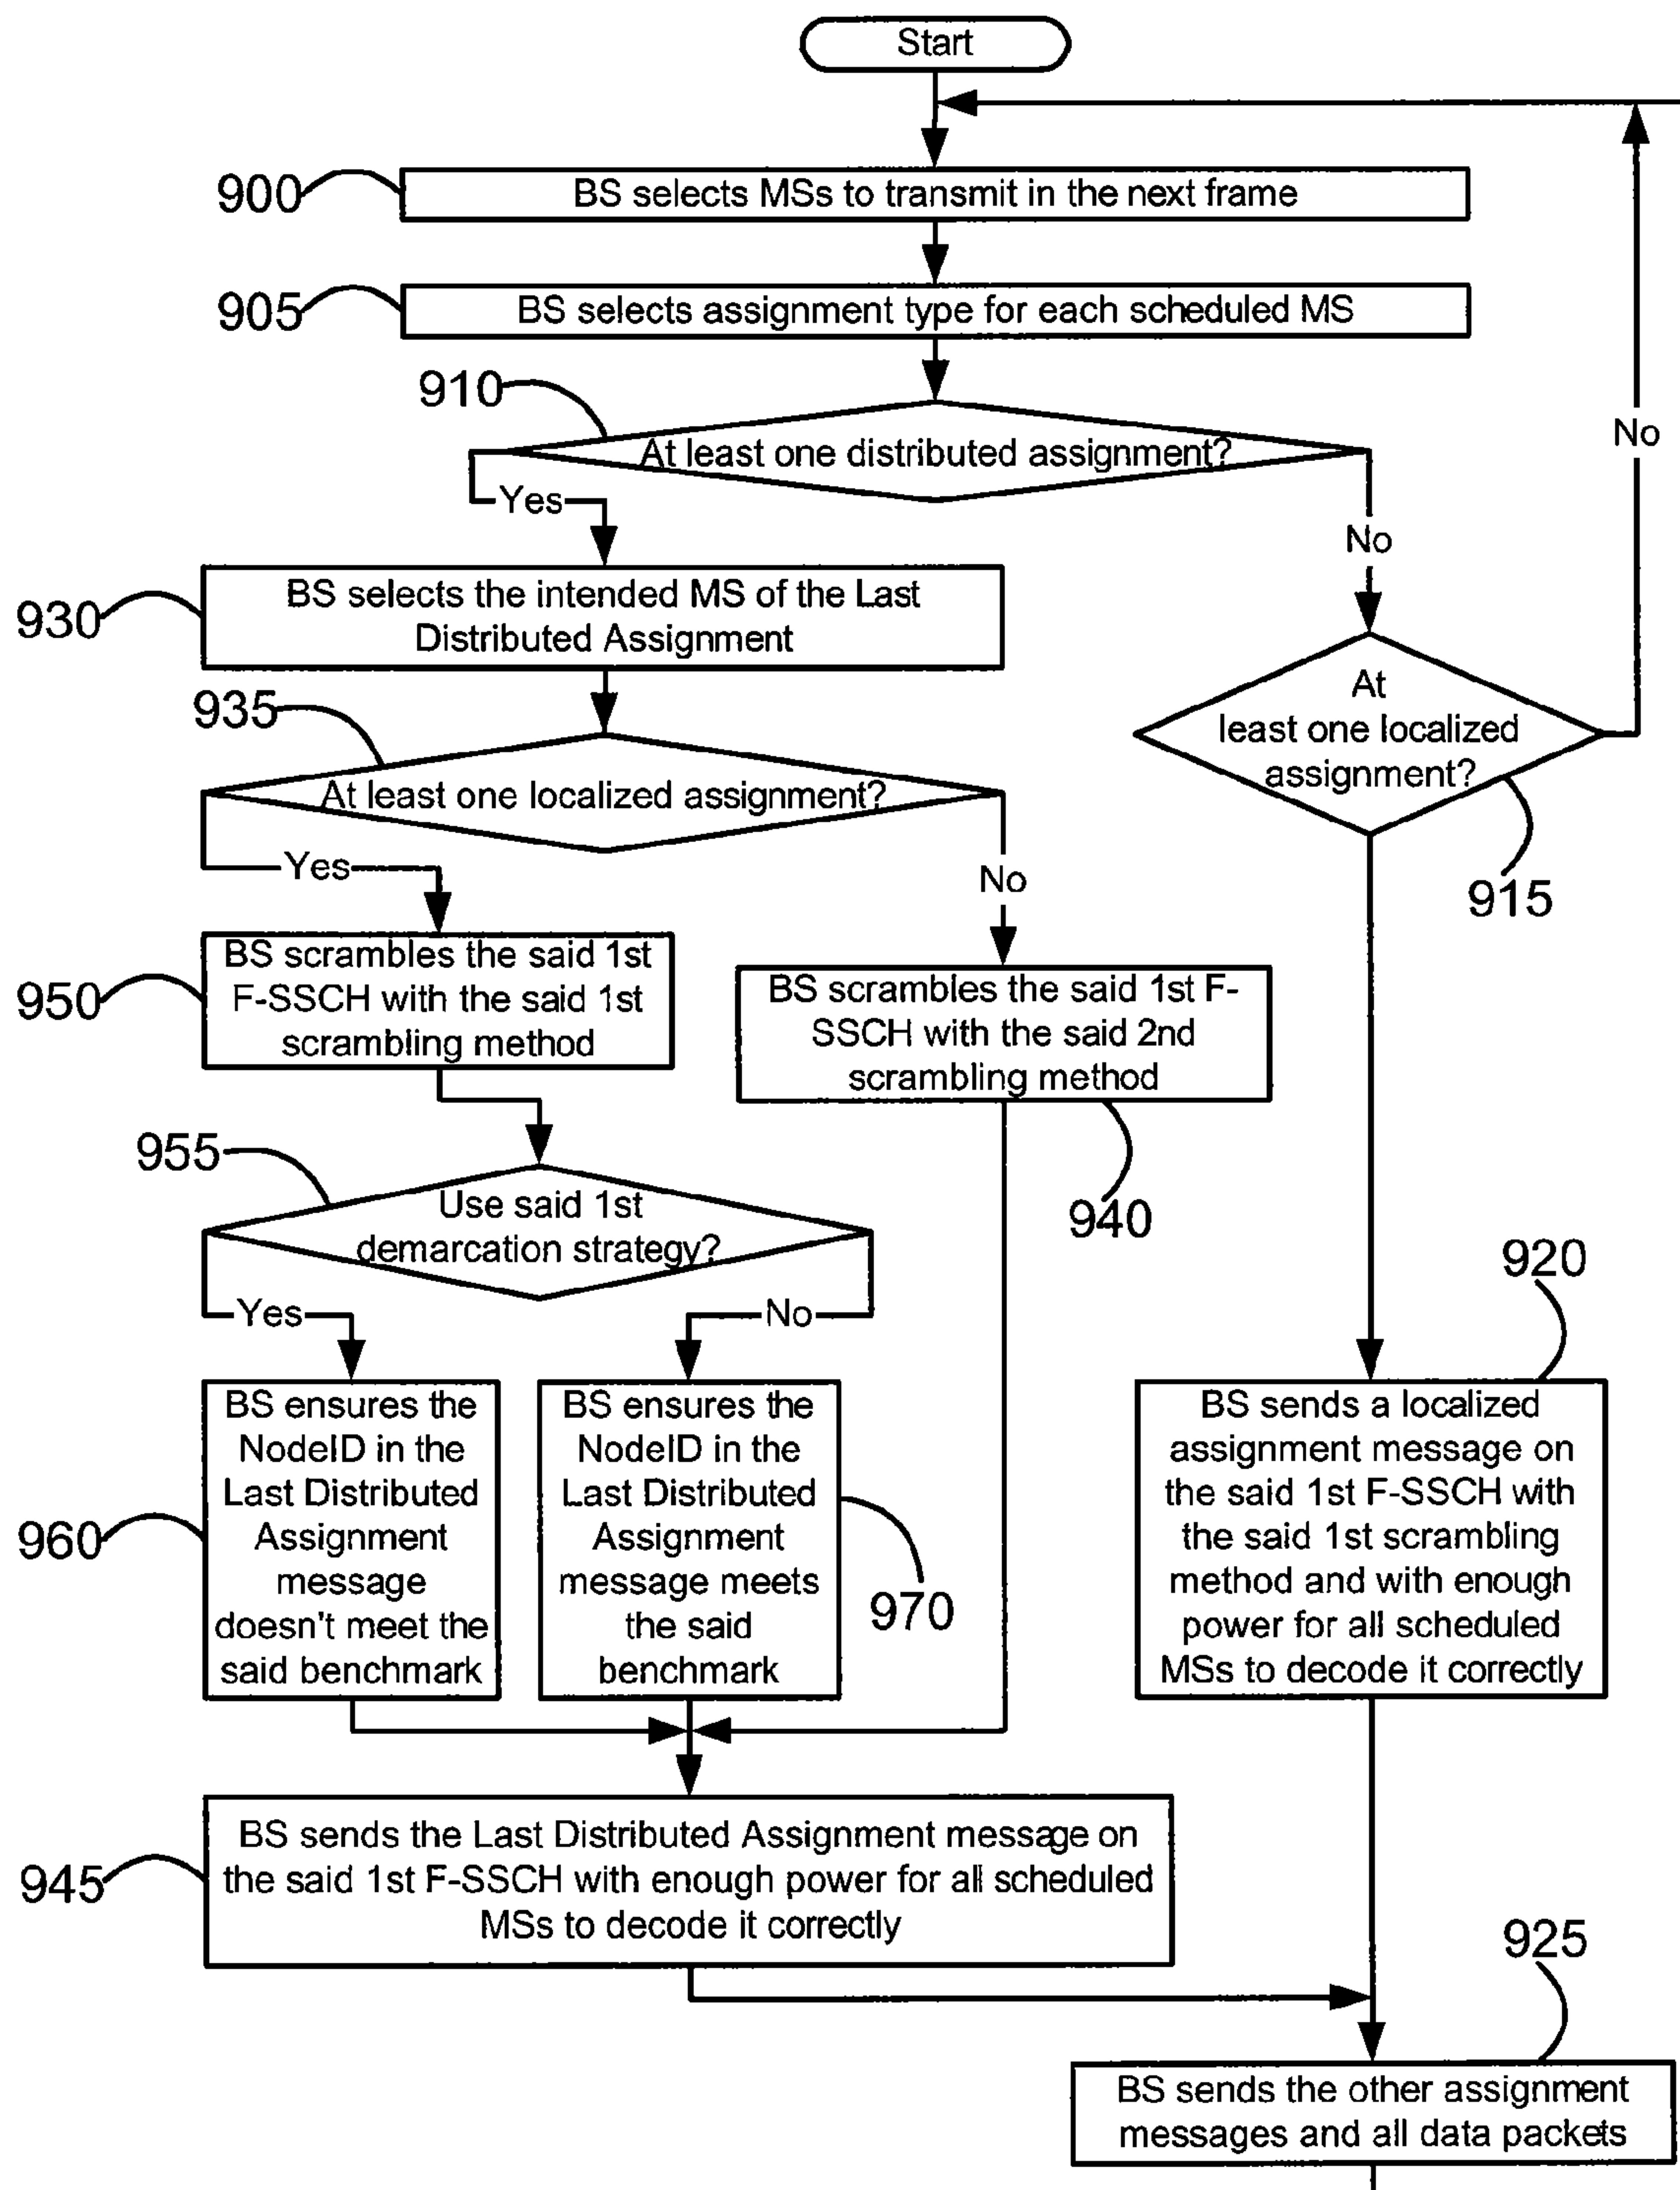 Start
900
BS selects MSs to transmit in the next frame
905
BS selects assignment type for each scheduled MS
910
At least one distributed assignment?
Yes
No
No
930
BS selects the intended MS of the Last
Distributed Assignment
935
At least one localized assignment?
Yes
No
At
least one localized
assignment?
915
950
BS scrambles the said 1st
F-SSCH with the said 1st
scrambling method
BS scrambles the said 1st F-
SSCH with the said 2nd
scrambling method
940
955
Use said 1st
demarcation strategy?
Yes
No
920
960
BS ensures the
NodeID in the
Last Distributed
Assignment
message
doesn't meet the
said benchmark
BS ensures the
NodeID in the
Last Distributed
Assignment
message meets
the said
benchmark
970
BS sends a localized
assignment message on
the said 1st F-SSCH with
the said 1st scrambling
method and with enough
power for all scheduled
MSs to decode it correctly
945
BS sends the Last Distributed Assignment message on
the said 1st F-SSCH with enough power for all scheduled
MSs to decode it correctly
925
BS sends the other assignment
messages and all data packets